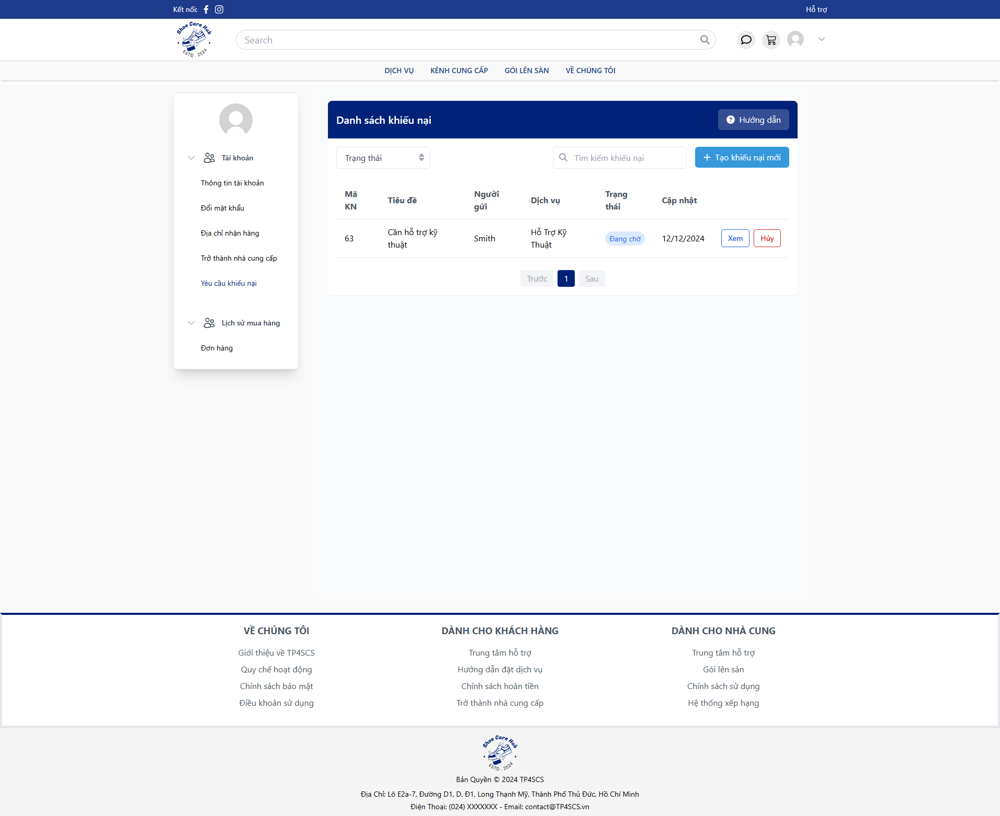 Kết nối:
Hỗ trợ
Shoe Care Hub
ESTD . 2024
Search
DỊCH VỤ
KÊNH CUNG CẤP
GÓI LÊN SÀN
VỀ CHÚNG TÔI
Tài khoản
Thông tin tài khoản
Đổi mật khẩu
Địa chỉ nhận hàng
Trở thành nhà cung cấp
Yêu cầu khiếu nại
Lịch sử mua hàng
Đơn hàng
Danh sách khiếu nại
Hướng dẫn
Trạng thái
Tìm kiếm khiếu nại
Tạo khiếu nại mới
Mã
KN
Tiêu đề
Người
gửi
Dịch vụ
Trạng
thái
Cập nhật
63
Cần hỗ trợ kỹ
thuật
Smith
Hỗ Trợ Kỹ
Thuật
Đang chờ
12/12/2024
Xem
Hủy
Trước
1
Sau
VỀ CHÚNG TÔI
Giới thiệu về TP4SCS
Quy chế hoạt động
Chính sách bảo mật
Điều khoản sử dụng
DÀNH CHO KHÁCH HÀNG
Trung tâm hỗ trợ
Hướng dẫn đặt dịch vụ
Chính sách hoàn tiền
Trở thành nhà cung cấp
DÀNH CHO NHÀ CUNG
Trung tâm hỗ trợ
Gói lên sàn
Chính sách sử dụng
Hệ thống xếp hạng
Shoe Care Hub
ESTD . 2024
Bản Quyền © 2024 TP4SCS
Địa Chỉ: Lô E2a-7, Đường D1, D. Đ1, Long Thạnh Mỹ, Thành Phố Thủ Đức, Hồ Chí Minh
Điện Thoại: (024) XXXXXXX - Email: contact@TP4SCS.vn